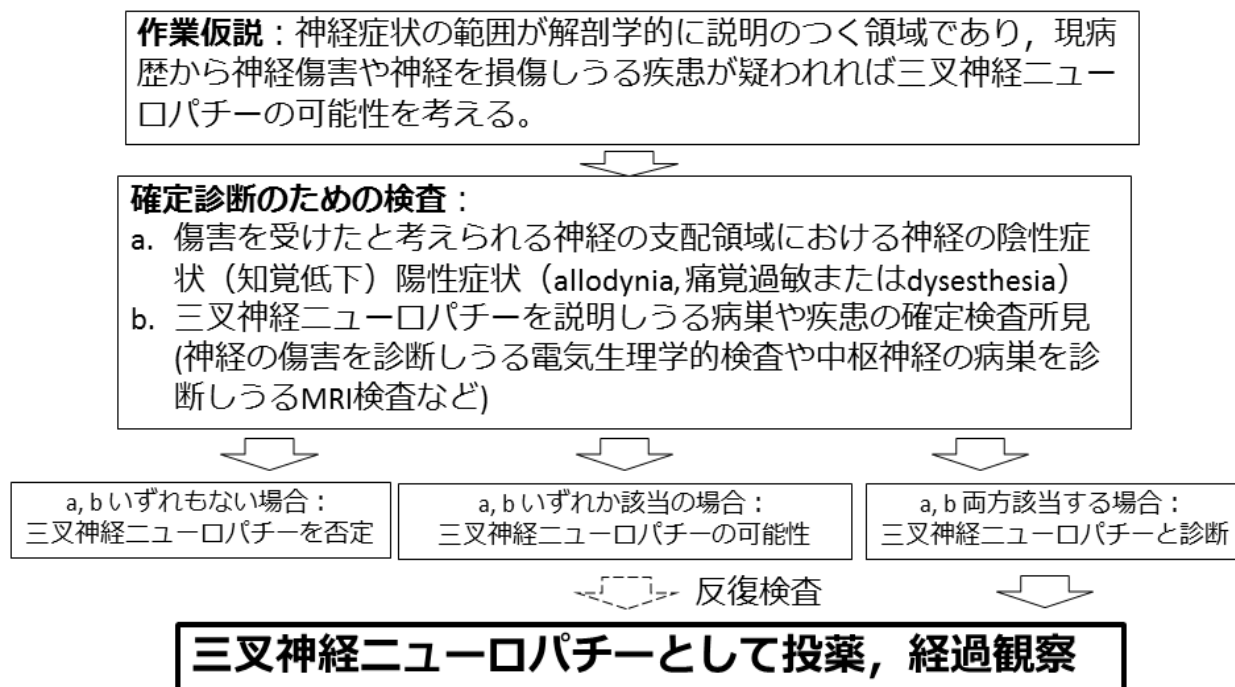 作業仮説：神経症状の範囲が解剖学的に説明のつく領域であり，現病
歴から神経傷害や神経を損傷しうる疾患が疑われれば三叉神経ニュー
ロパチーの可能性を考える。
確定診断のための検査：
a. 傷害を受けたと考えられる神経の支配領域における神経の陰性症
状（知覚低下）陽性症状（allodynia, 痛覚過敏またはdysesthesia）
b. 三叉神経ニューロパチーを説明しうる病巣や疾患の確定検査所見
(神経の傷害を診断しうる電気生理学的検査や中枢神経の病巣を診
断しうるMRI検査など)
a, b いずれもない場合：
三叉神経ニューロパチーを否定
a, b いずれか該当の場合：
三叉神経ニューロパチーの可能性
a, b 両方該当する場合：
三叉神経ニューロパチーと診断
反復検査
三叉神経ニューロパチーとして投薬，経過観察